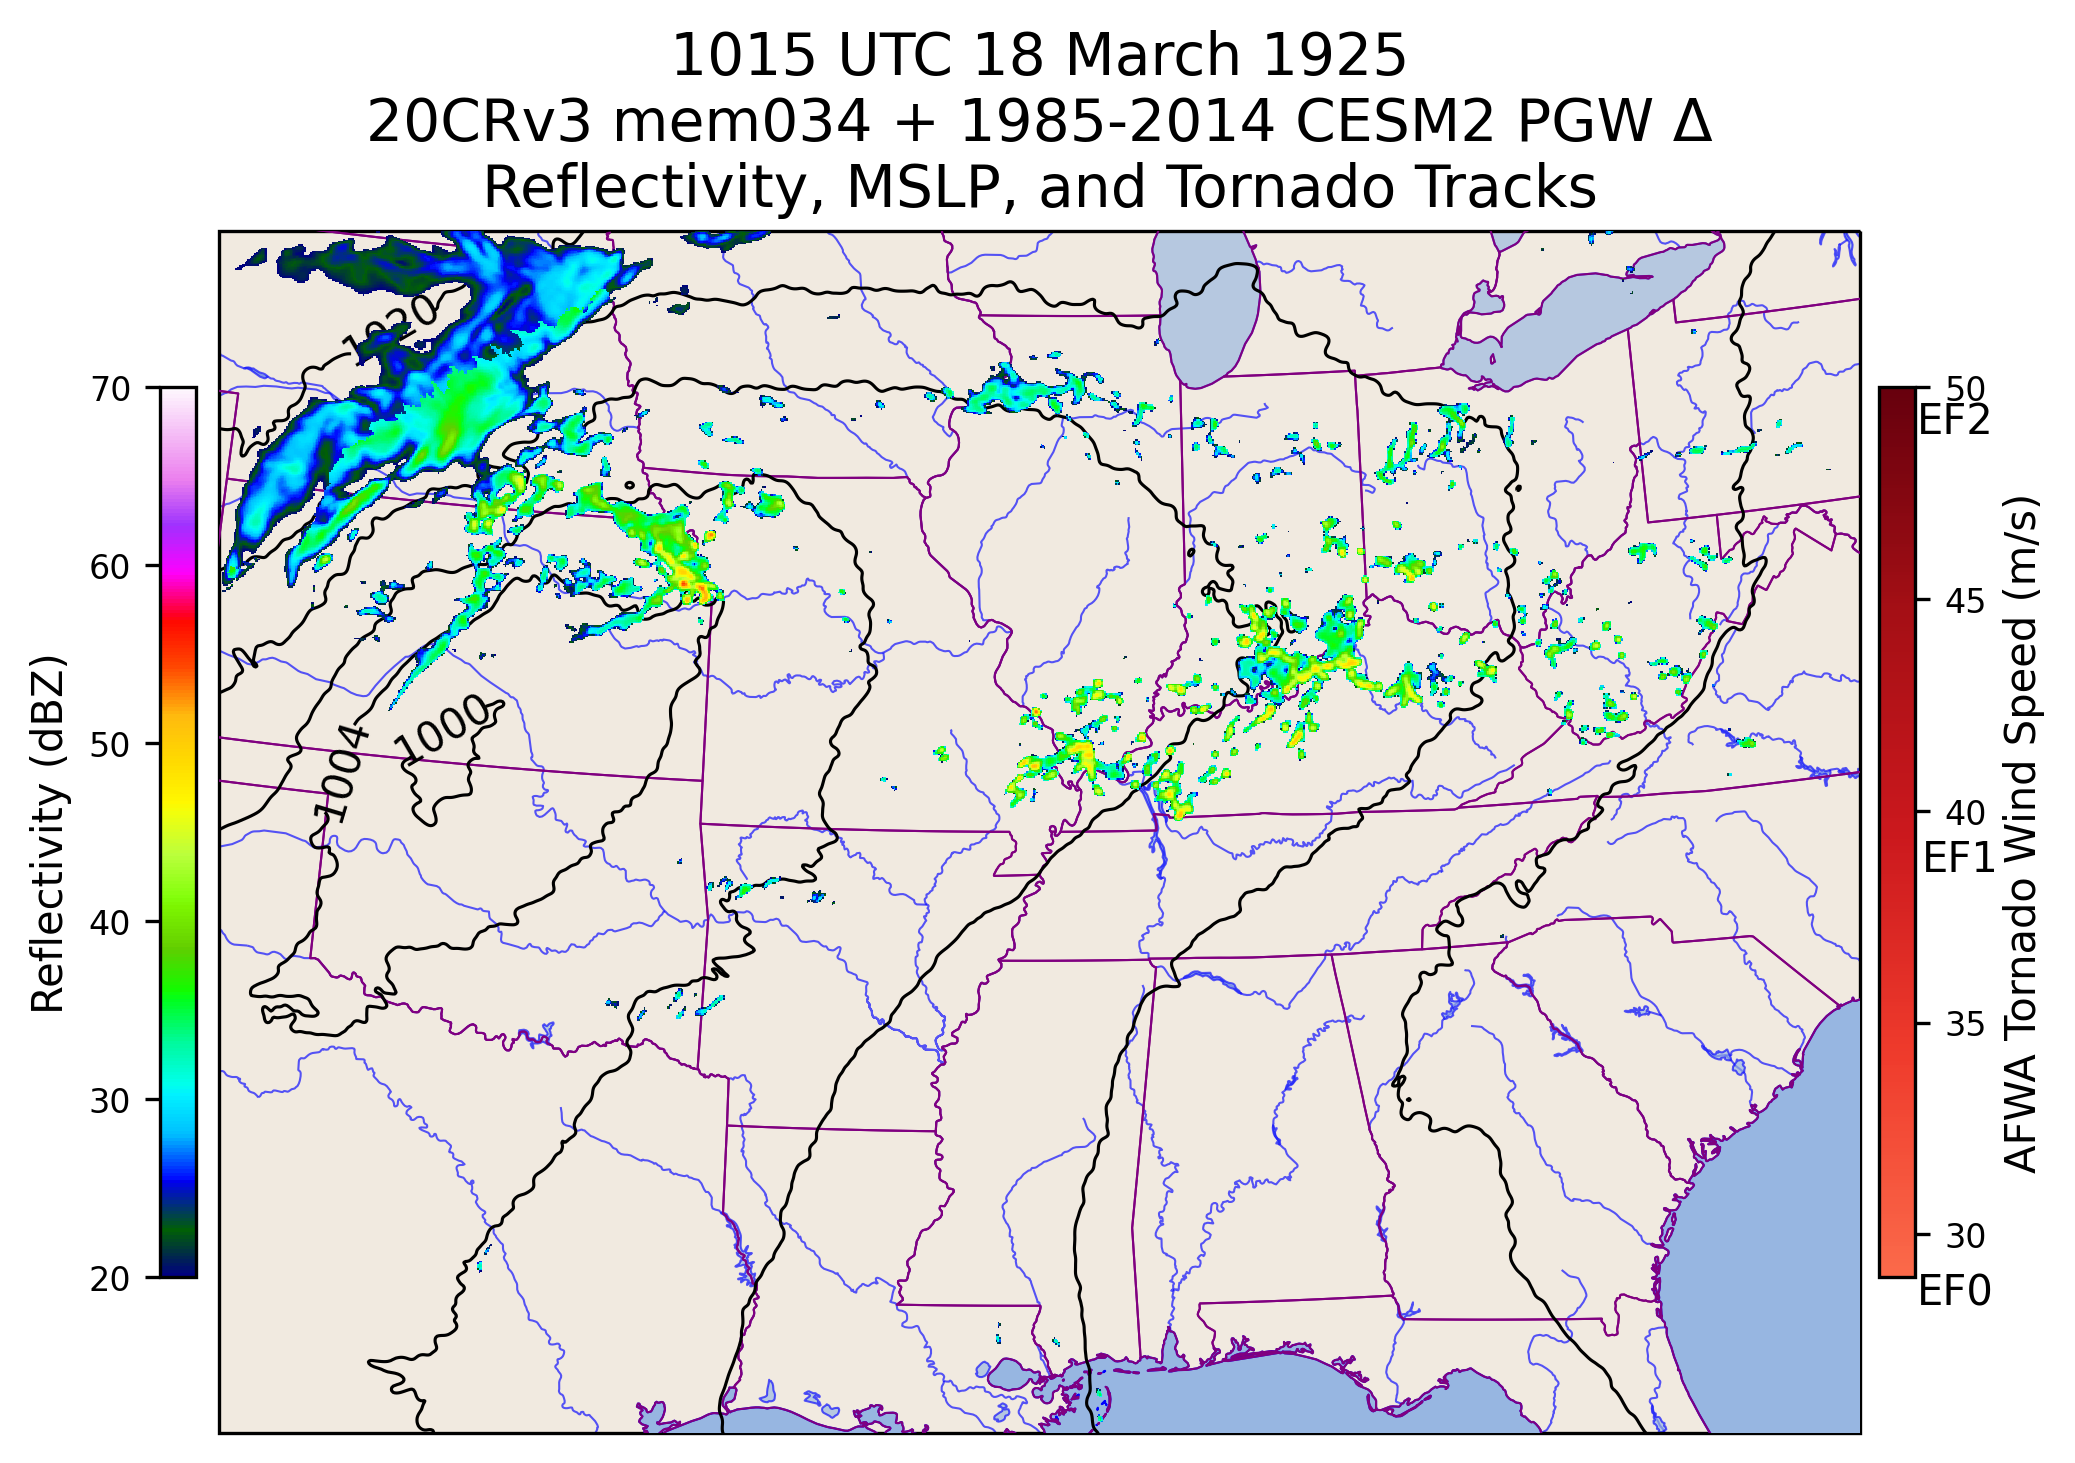 1015 UTC 18 March 1925
20CRv3 mem034 + 1985-2014 CESM2 PGW Δ
Reflectivity, MSLP, and Tornado Tracks
Reflectivity (dBZ)
70
60
50
40
30
20
1020
1004
1000
50
EF2
45
40
EF1
35
30
EF0
AFWA Tornado Wind Speed (m/s)